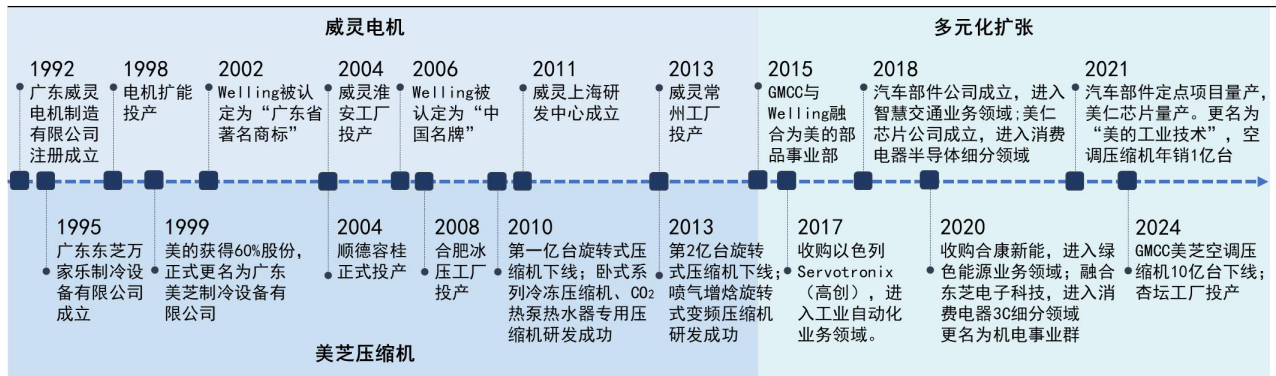 威灵电机
多元化扩张
1992
广东威灵
电机制造
有限公司
注册成立
1998
电机扩能
投产
2002
Welling被认
定为“广东省
著名商标”
2004
威灵淮
安工厂
投产
2006
Welling被
认定为“中
国名牌”
2011
威灵上海研
发中心成立
2013
威灵常
州工厂
投产
2015
GMCC与
Welling融
合为美的部
品事业部
2018
汽车部件公司成立，进入
智慧交通业务领域；美仁
芯片公司成立，进入消费
电器半导体细分领域
2021
汽车部件定点项目量产，
美仁芯片量产。更名为
“美的工业技术”，空
调压缩机年销1亿台
1995
广东东芝万
家乐制冷设
备有限公司
成立
1999
美的获得60%股份，
正式更名为广东
美芝制冷设备有
限公司
2004
顺德容桂
正式投产
2008
合肥冰
压工厂
投产
2010
第一亿台旋转式压
缩机下线；卧式系
列冷冻压缩机、CO₂
热泵热水器专用压
缩机研发成功
2013
第2亿台旋转
式压缩机下线；
喷气增焓旋转
式变频压缩机
研发成功
2017
收购以色列
Servotronix
（高创），进
入工业自动化
业务领域。
2020
收购合康新能，进入绿
色能源业务领域；融合
东芝电子科技，进入消
费电器3C细分领域
更名为机电事业群
2024
GMCC美芝空调压
缩机10亿台下线；
杏坛工厂投产
美芝压缩机